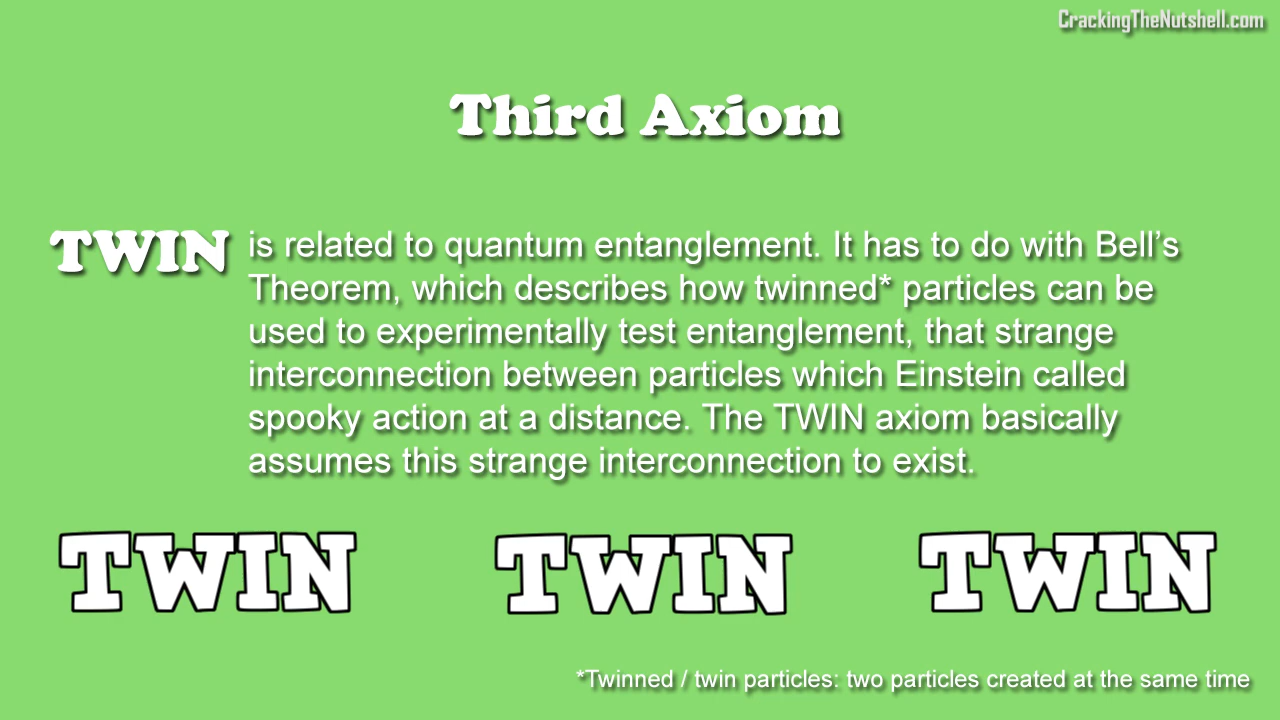 CrackingTheNutshell.com
Third Axiom
TWIN is related to quantum entanglement. It has to do with Bell’s
Theorem, which describes how twinned* particles can be
used to experimentally test entanglement, that strange
interconnection between particles which Einstein called
spooky action at a distance. The TWIN axiom basically
assumes this strange interconnection to exist.
TWIN TWIN TWIN
*Twinned / twin particles: two particles created at the same time